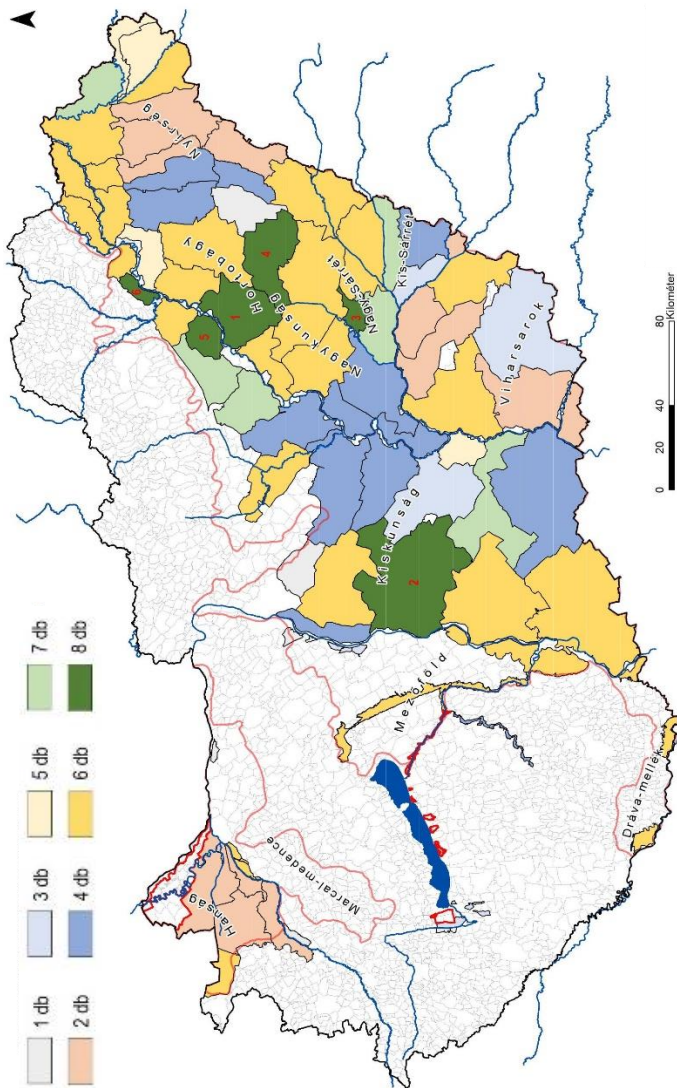 1 db
3 db
5 db
7 db
2 db
4 db
6 db
8 db
Hanság
Marcal-medence
Mezőföld
Dráva-mellék
Kiskunság
Nagykunság
Hortobágy
Nyírség
Nagy-Sárrét
Kis-Sárrét
Viharsarok
1
2
3
4
5
6
0
20
40
80
Kilométer